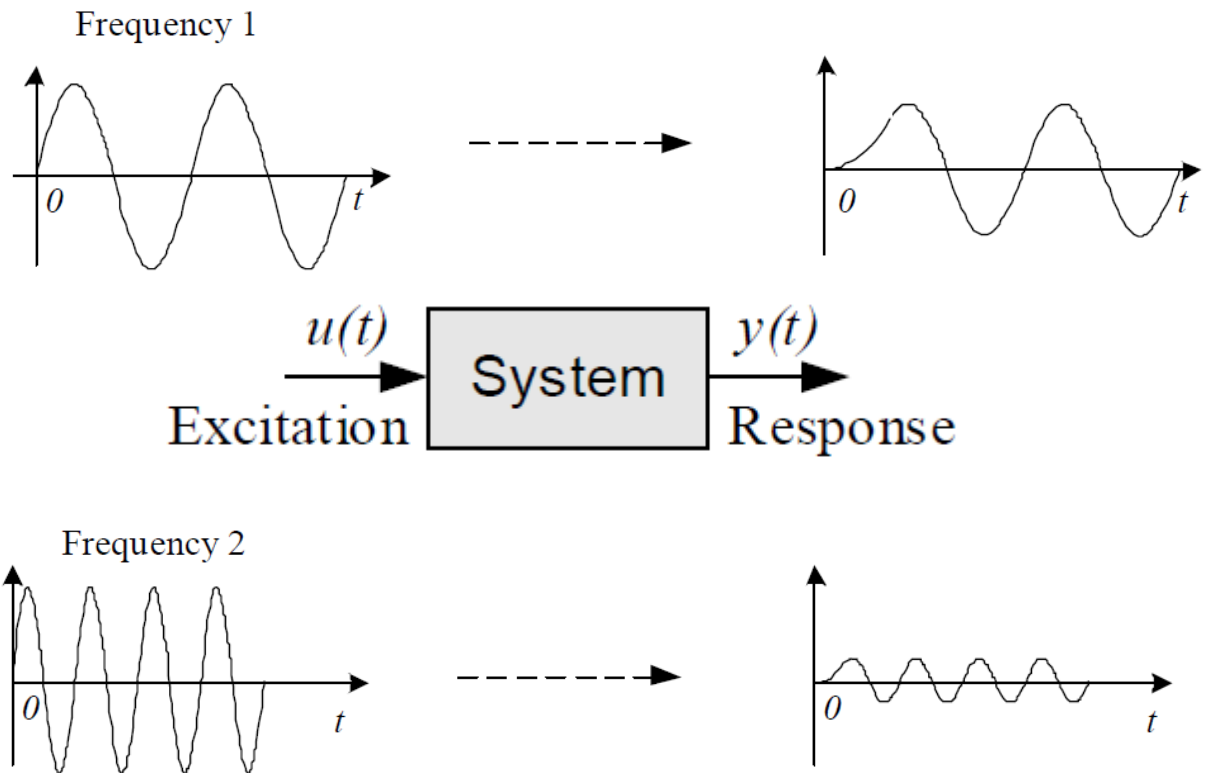 Frequency 1
0
t
0
t
u(t)
System
y(t)
Excitation
Response
Frequency 2
0
t
0
t